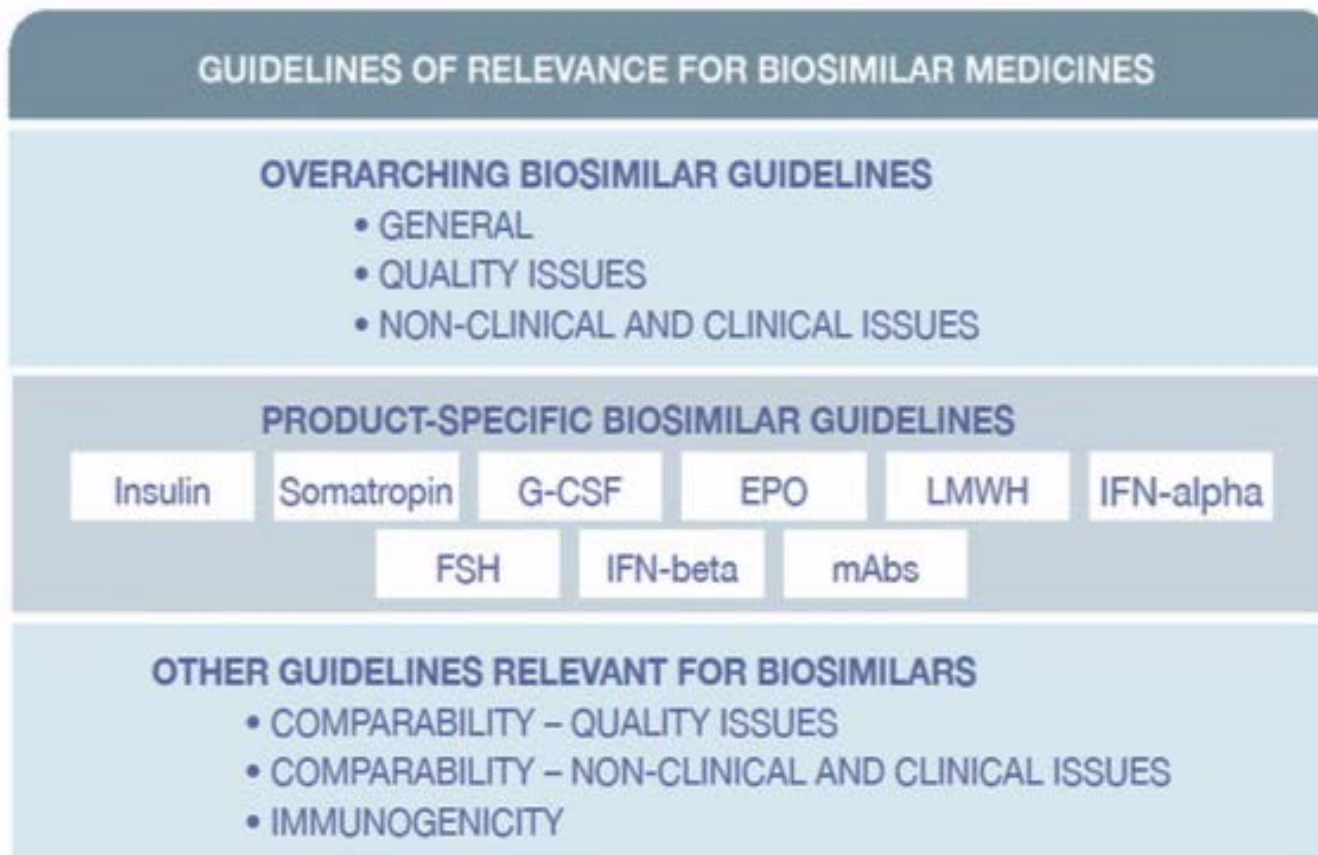 GUIDELINES OF RELEVANCE FOR BIOSIMILAR MEDICINES
OVERARCHING BIOSIMILAR GUIDELINES
• GENERAL
• QUALITY ISSUES
• NON-CLINICAL AND CLINICAL ISSUES
PRODUCT-SPECIFIC BIOSIMILAR GUIDELINES
Insulin Somatropin G-CSF EPO LMWH IFN-alpha
FSH IFN-beta mAbs
OTHER GUIDELINES RELEVANT FOR BIOSIMILARS
• COMPARABILITY – QUALITY ISSUES
• COMPARABILITY – NON-CLINICAL AND CLINICAL ISSUES
• IMMUNOGENICITY